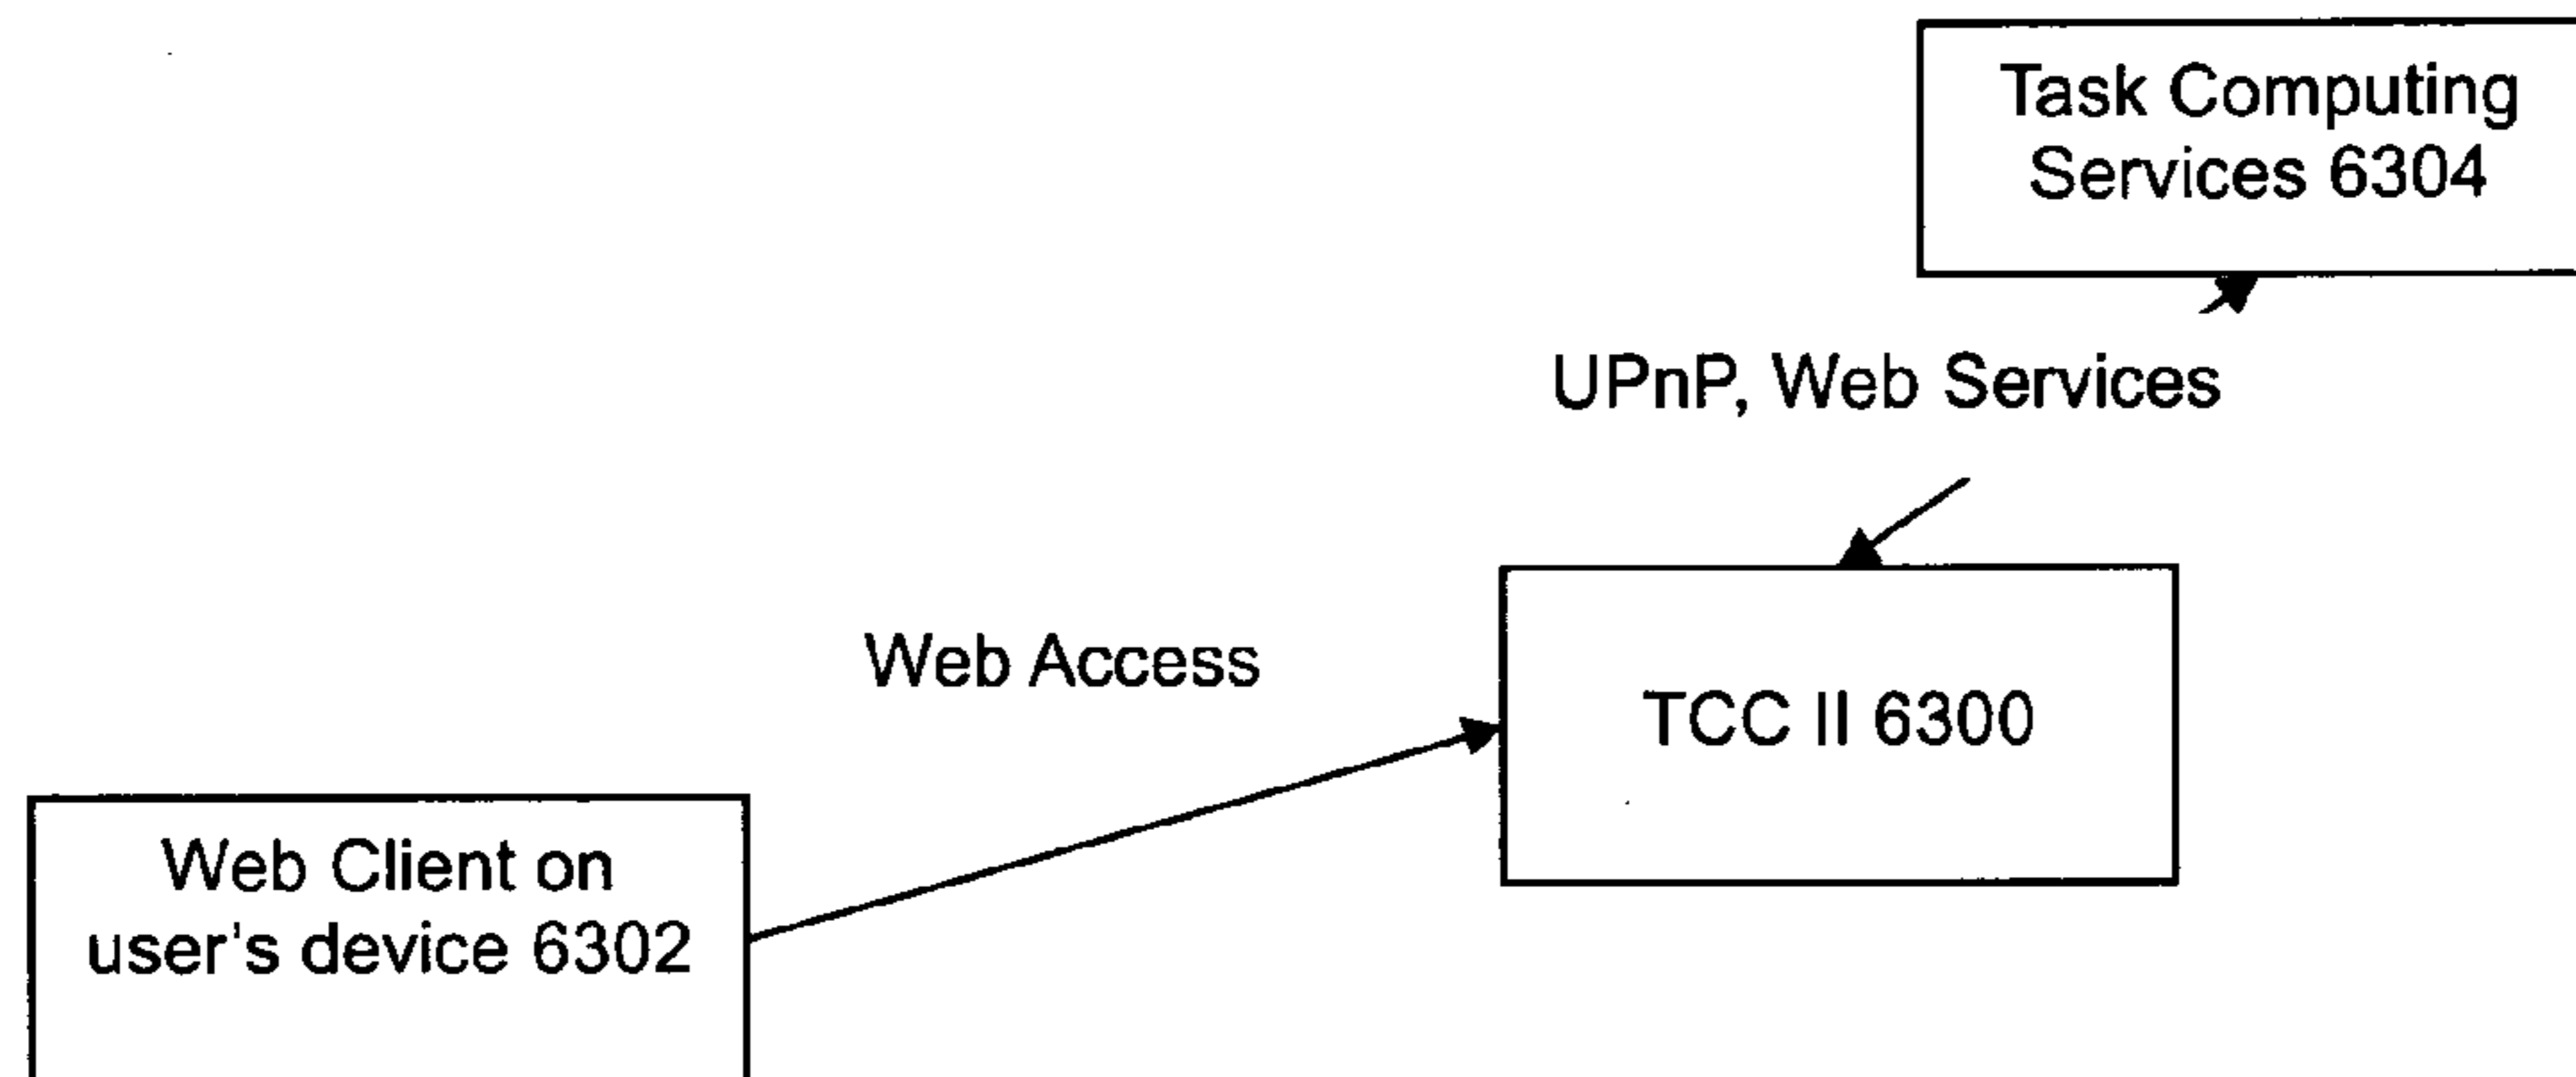 Task Computing
Services 6304
UPnP, Web Services
Web Access
TCC II 6300
Web Client on
user's device 6302